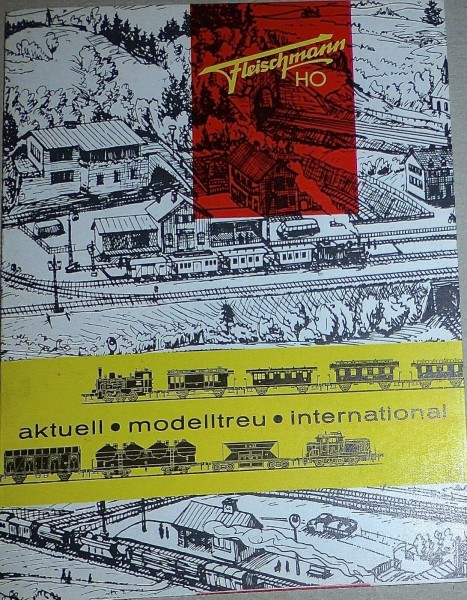 Fleischmann
HO
aktuell • modelltreu • international